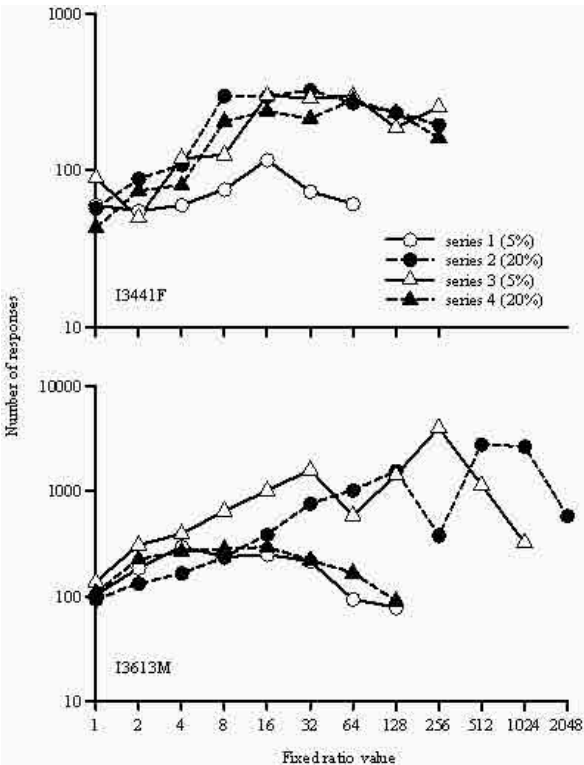 1000
100
10
series 1 (5%)
series 2 (20%)
series 3 (5%)
series 4 (20%)
I3441F
Number of responses
10000
1000
100
10
I3613M
1 2 4 8 16 32 64 128 256 512 1024 2048
Fixed ratio value